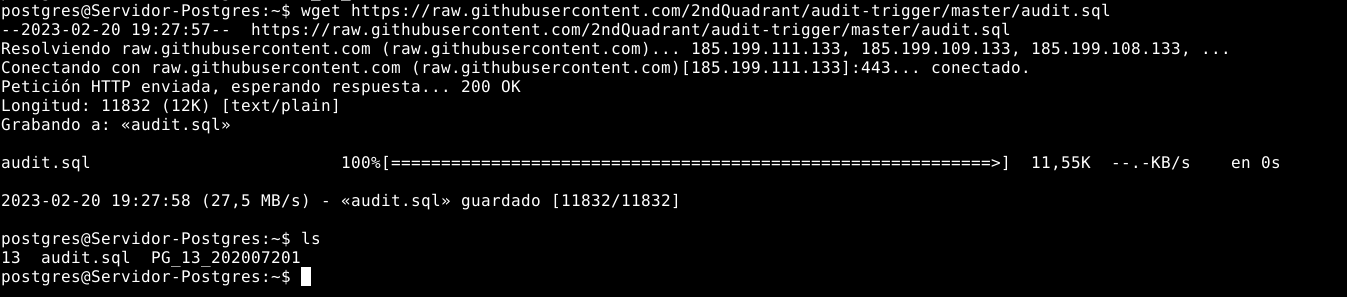 postgres@Servidor-Postgres:~$ wget https://raw.githubusercontent.com/2ndQuadrant/audit-trigger/master/audit.sql
--2023-02-20 19:27:57--  https://raw.githubusercontent.com/2ndQuadrant/audit-trigger/master/audit.sql
Resolviendo raw.githubusercontent.com (raw.githubusercontent.com)... 185.199.111.133, 185.199.109.133, 185.199.108.133, ...
Conectando con raw.githubusercontent.com (raw.githubusercontent.com)[185.199.111.133]:443... conectado.
Petición HTTP enviada, esperando respuesta... 200 OK
Longitud: 11832 (12K) [text/plain]
Grabando a: «audit.sql»
audit.sql                         100%[============================================================>]  11,55K  --.-KB/s    en 0s
2023-02-20 19:27:58 (27,5 MB/s) - «audit.sql» guardado [11832/11832]
postgres@Servidor-Postgres:~$ ls
13  audit.sql  PG_13_202007201
postgres@Servidor-Postgres:~$